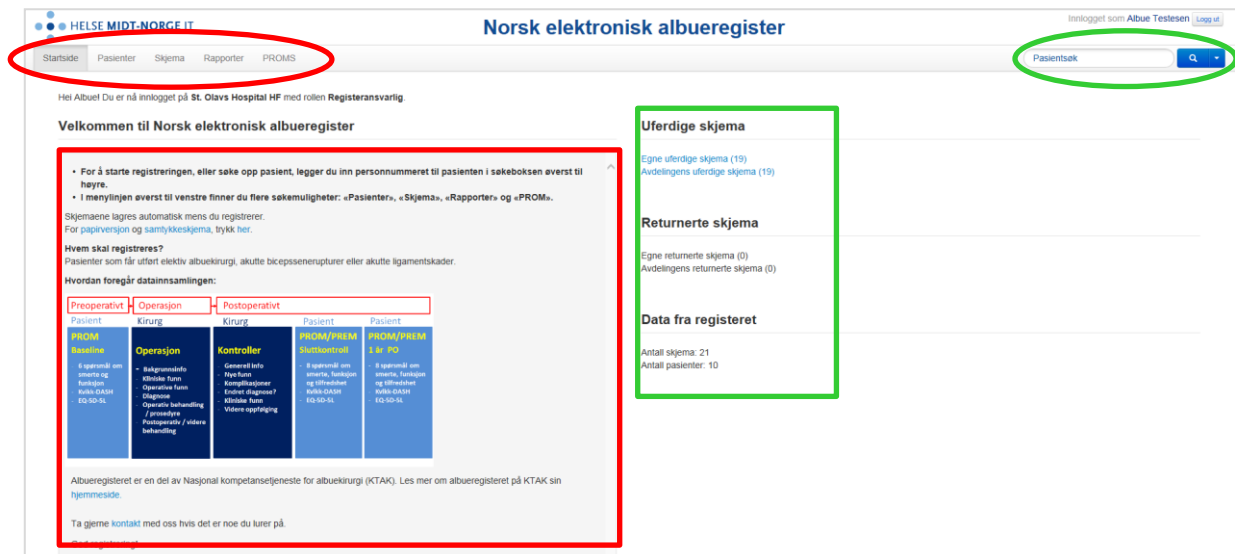 HELSE MIDT-NORGE IT
Norsk elektronisk albueregister
Innlogget som Albue Testesen Logg ut
Startside Pasienter Skjema Rapporter PROMS
Pasientsøk
Hei Albue! Du er nå innlogget på St. Olavs Hospital HF med rollen Registeransvarlig.
Velkommen til Norsk elektronisk albueregister
• For å starte registreringen, eller søke opp pasient, legger du inn personnummeret til pasienten i søkeboksen øverst til
høyre.
• I menylinjen øverst til venstre finner du flere søkemuligheter: «Pasienter», «Skjema», «Rapporter» og «PROM».
Skjemaene lagres automatisk mens du registrerer.
For papirversjon og samtykkeskjema, trykk her.
Hvem skal registreres?
Pasienter som får utført elektiv albuekirurgi, akutte bicepssenerupturer eller akutte ligamentskader.
Hvordan foregår datainnsamlingen:
Preoperativt Operasjon Postoperativt
Pasient Kirurg Kirurg Pasient Pasient
PROM
Baseline
6 spørsmål om
smerte og
funksjon
- Kvikk-DASH
- EQ-5D-5L
Operasjon
- Bakgrunnsinfo
- Kliniske funn
- Operative funn
- Diagnose
- Operativ behandling
/ prosedyre
- Postoperativ / videre
behandling
Kontroller
- Generell info
- Nye funn
- Komplikasjoner
- Endret diagnose?
- Kliniske funn
- Videre oppfølging
PROM/PREM
Sluttkontroll
- 8 spørsmål om
smerte, funksjon
og tilfredshet
- Kvikk-DASH
- EQ-5D-5L
PROM/PREM
1 år PO
- 8 spørsmål om
smerte, funksjon
og tilfredshet
- Kvikk-DASH
- EQ-5D-5L
Albueregisteret er en del av Nasjonal kompetansetjeneste for albuekirurgi (KTAK). Les mer om albueregisteret på KTAK sin
hjemmeside.
Ta gjerne kontakt med oss hvis det er noe du lurer på.
Uferdige skjema
Egne uferdige skjema (19)
Avdelingens uferdige skjema (19)
Returnerte skjema
Egne returnerte skjema (0)
Avdelingens returnerte skjema (0)
Data fra registeret
Antall skjema: 21
Antall pasienter: 10